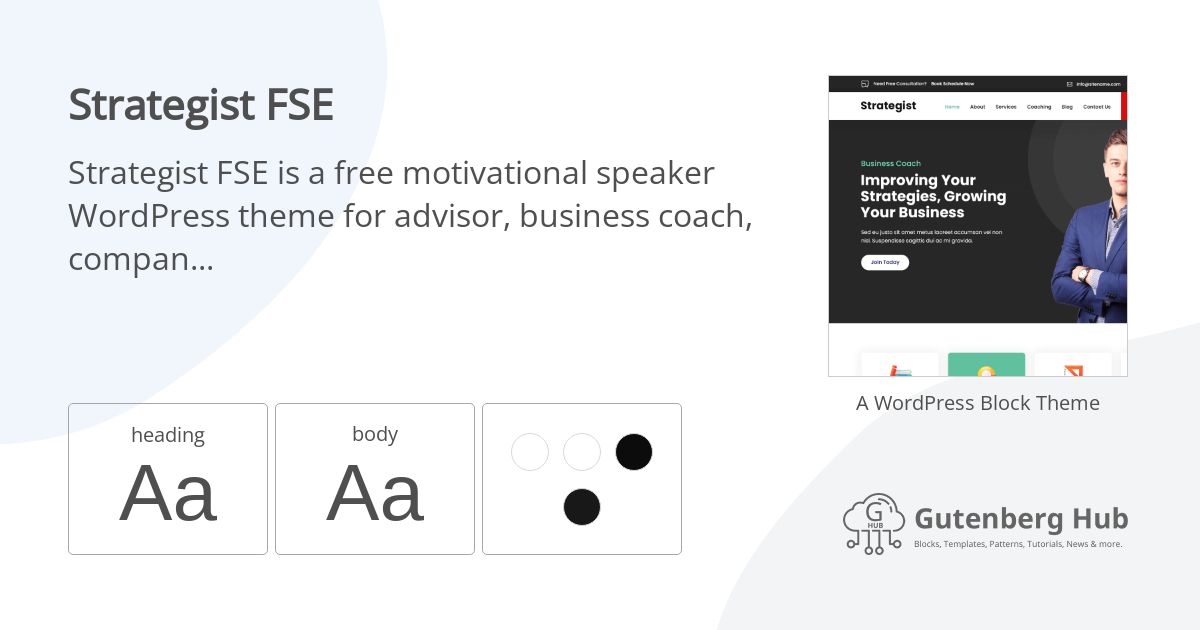 Strategist FSE
Strategist FSE is a free motivational speaker
WordPress theme for advisor, business coach,
compan...
Need Free Consultation? Book Schedule Now
info@sitename.com
Strategist
Home About Services Coaching Blog Contact Us
Business Coach
Improving Your
Strategies, Growing
Your Business
Sed eu justo sit amet metus laoreet accumsan vel non
nisl. Suspendisse sagittis dui ac mi gravida.
Join Today
A WordPress Block Theme
heading
Aa
body
Aa
G
HUB
Gutenberg Hub
Blocks, Templates, Patterns, Tutorials, News & more.